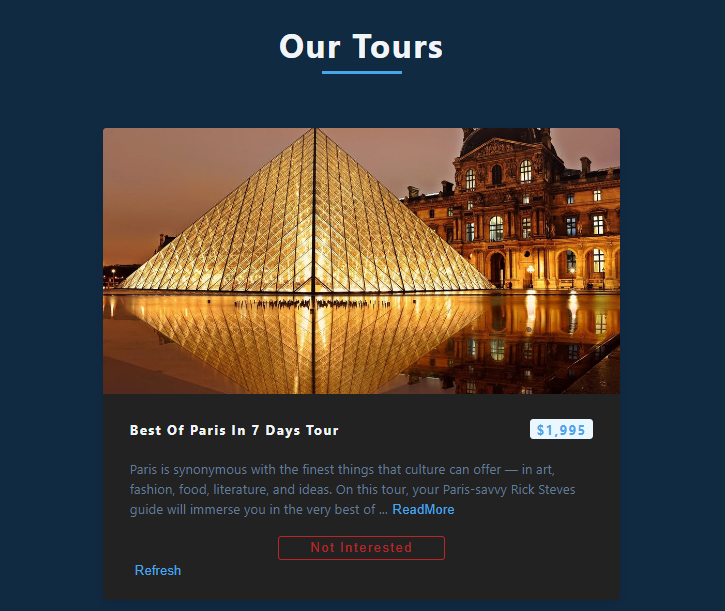 Our Tours
Best Of Paris In 7 Days Tour
$1,995
Paris is synonymous with the finest things that culture can offer — in art,
fashion, food, literature, and ideas. On this tour, your Paris-savvy Rick Steves
guide will immerse you in the very best of ... ReadMore
Not Interested
Refresh